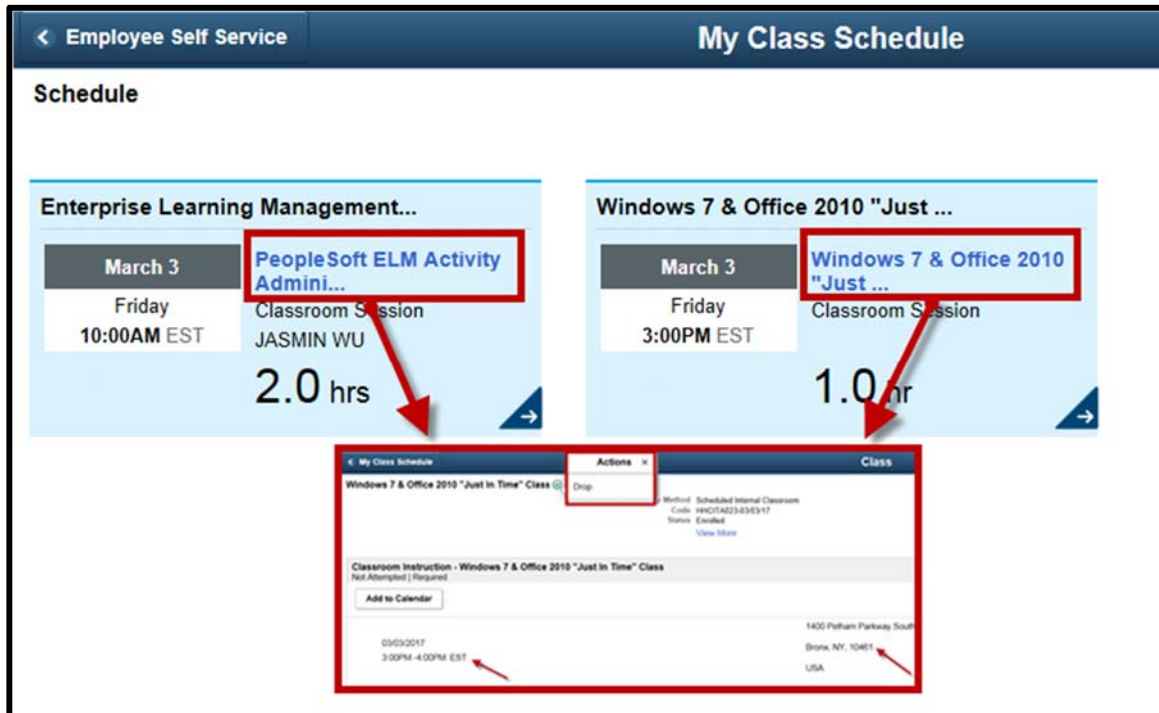 Employee Self Service
My Class Schedule
Schedule
Enterprise Learning Management...
March 3
Friday
10:00AM EST
PeopleSoft ELM Activity
Admini...
Classroom Session
JASMIN WU
2.0 hrs
Windows 7 & Office 2010 "Just ...
March 3
Friday
3:00PM EST
Windows 7 & Office 2010
"Just ...
Classroom Session
1.0 hr
My Class Schedule
Actions ×
Class
Windows 7 & Office 2010 "Just In Time" Class
Drop
Method Scheduled Internal Classroom
Code
Status Enrolled
View More
Classroom Instruction - Windows 7 & Office 2010 "Just In Time" Class
Not Attempted | Required
Add to Calendar
03/03/2017
3:00PM -4:00PM EST
1400 Pelham Parkway South
Bronx, NY, 10461
USA